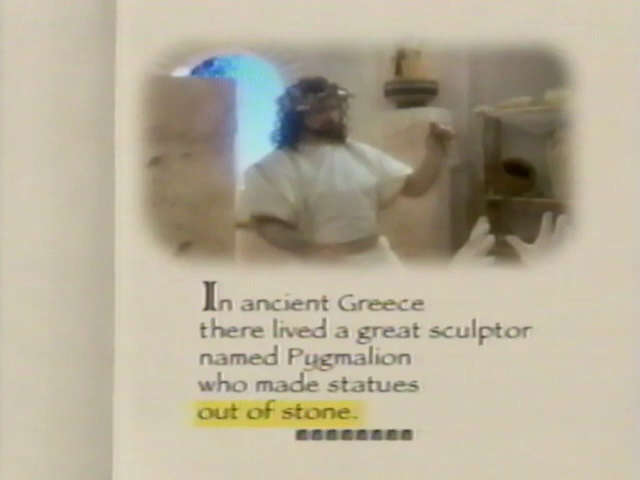 In ancient Greece
there lived a great sculptor
named Pygmalion
who made statues
out of stone.